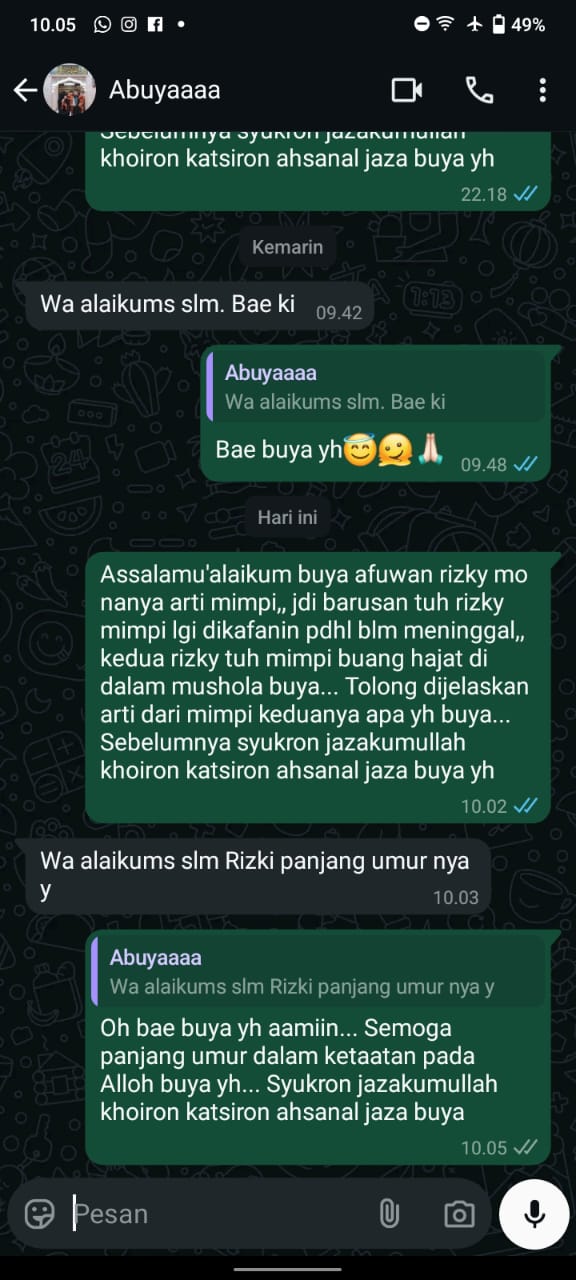 10.05
49%
Abuyaaaa
Sebelumnya syukron jazakumullah
khoiron katsiron ahsanal jaza buya yh
22.18
Kemarin
Wa alaikums slm. Bae ki
09.42
Abuyaaaa
Wa alaikums slm. Bae ki
Bae buya yh😇🫠🙏🏻
09.48
Hari ini
Assalamu'alaikum buya afuwan rizky mo
nanya arti mimpi,, jdi barusan tuh rizky
mimpi lgi dikafanin pdhl blm meninggal,,
kedua rizky tuh mimpi buang hajat di
dalam mushola buya... Tolong dijelaskan
arti dari mimpi keduanya apa yh buya...
Sebelumnya syukron jazakumullah
khoiron katsiron ahsanal jaza buya yh
10.02
Wa alaikums slm Rizki panjang umur nya
y
10.03
Abuyaaaa
Wa alaikums slm Rizki panjang umur nya y
Oh bae buya yh aamiin... Semoga
panjang umur dalam ketaatan pada
Alloh buya yh... Syukron jazakumullah
khoiron katsiron ahsanal jaza buya
10.05
Pesan